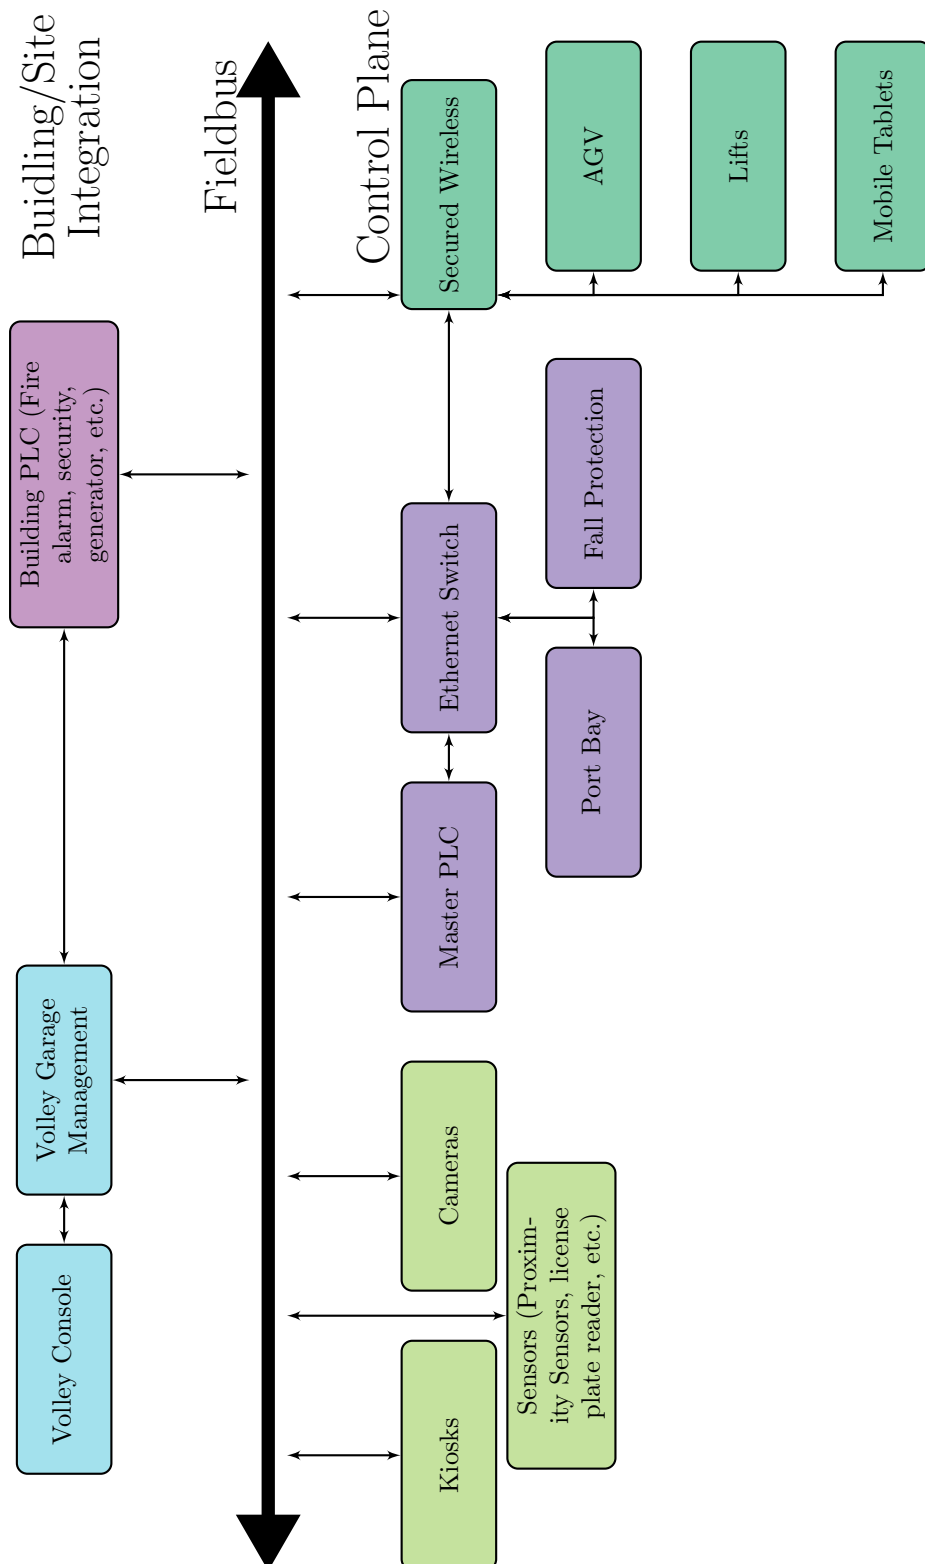 Buidling/Site
Integration
Fieldbus
Control Plane
Volley Console
Volley Garage
Management
Building PLC (Fire
alarm, security,
generator, etc.)
Kiosks
Cameras
Master PLC
Ethernet Switch
Secured Wireless
Sensors (Proxim-
ity Sensors, license
plate reader, etc.)
Port Bay
Fall Protection
AGV
Lifts
Mobile Tablets